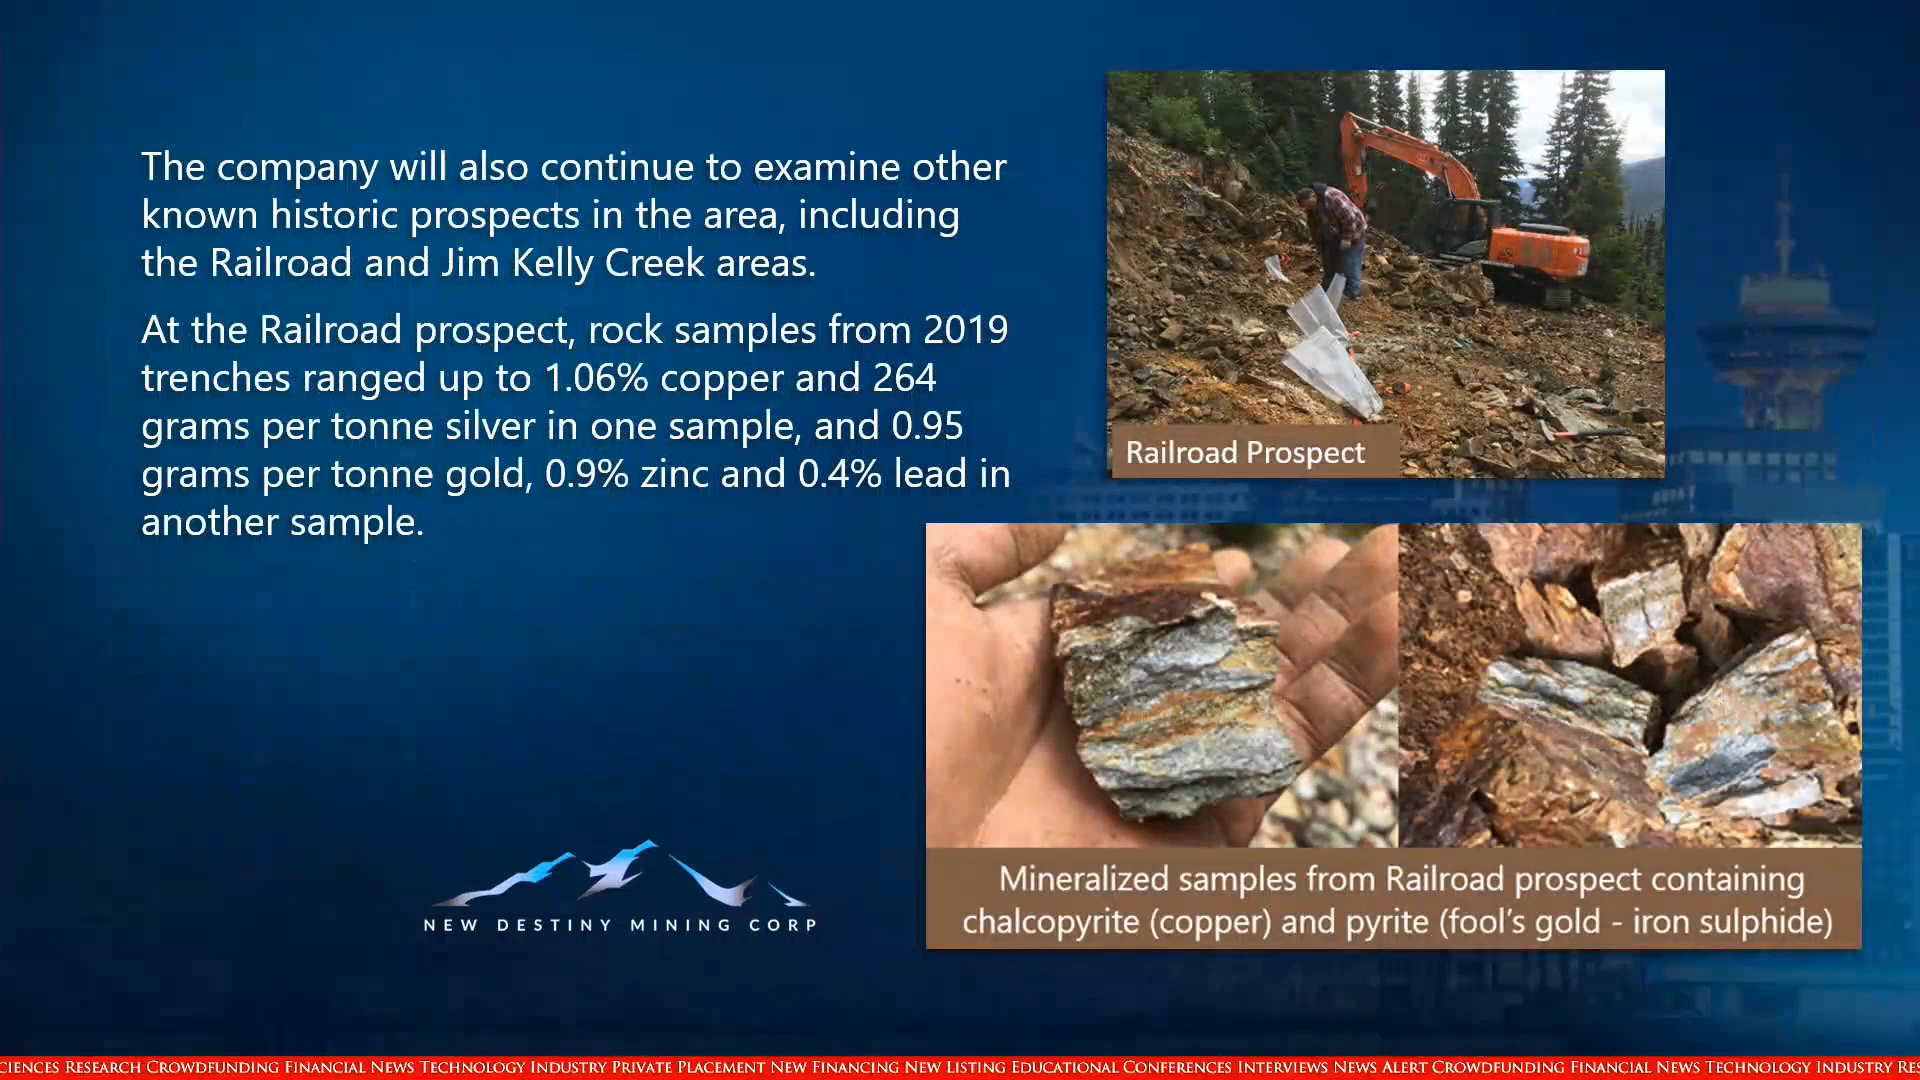 The company will also continue to examine other
known historic prospects in the area, including
the Railroad and Jim Kelly Creek areas.
At the Railroad prospect, rock samples from 2019
trenches ranged up to 1.06% copper and 264
grams per tonne silver in one sample, and 0.95
grams per tonne gold, 0.9% zinc and 0.4% lead in
another sample.
Railroad Prospect
Mineralized samples from Railroad prospect containing
chalcopyrite (copper) and pyrite (fool's gold - iron sulphide)
NEW DESTINY MINING CORP
RESEARCH CROWDFUNDING FINANCIAL NEWS TECHNOLOGY INDUSTRY PRIVATE PLACEMENT NEW FINANCING NEW LISTING EDUCATIONAL CONFERENCES INTERVIEWS NEWS ALERT CROWDFUNDING FINANCIAL NEWS TECHNOLOGY INDUSTRY